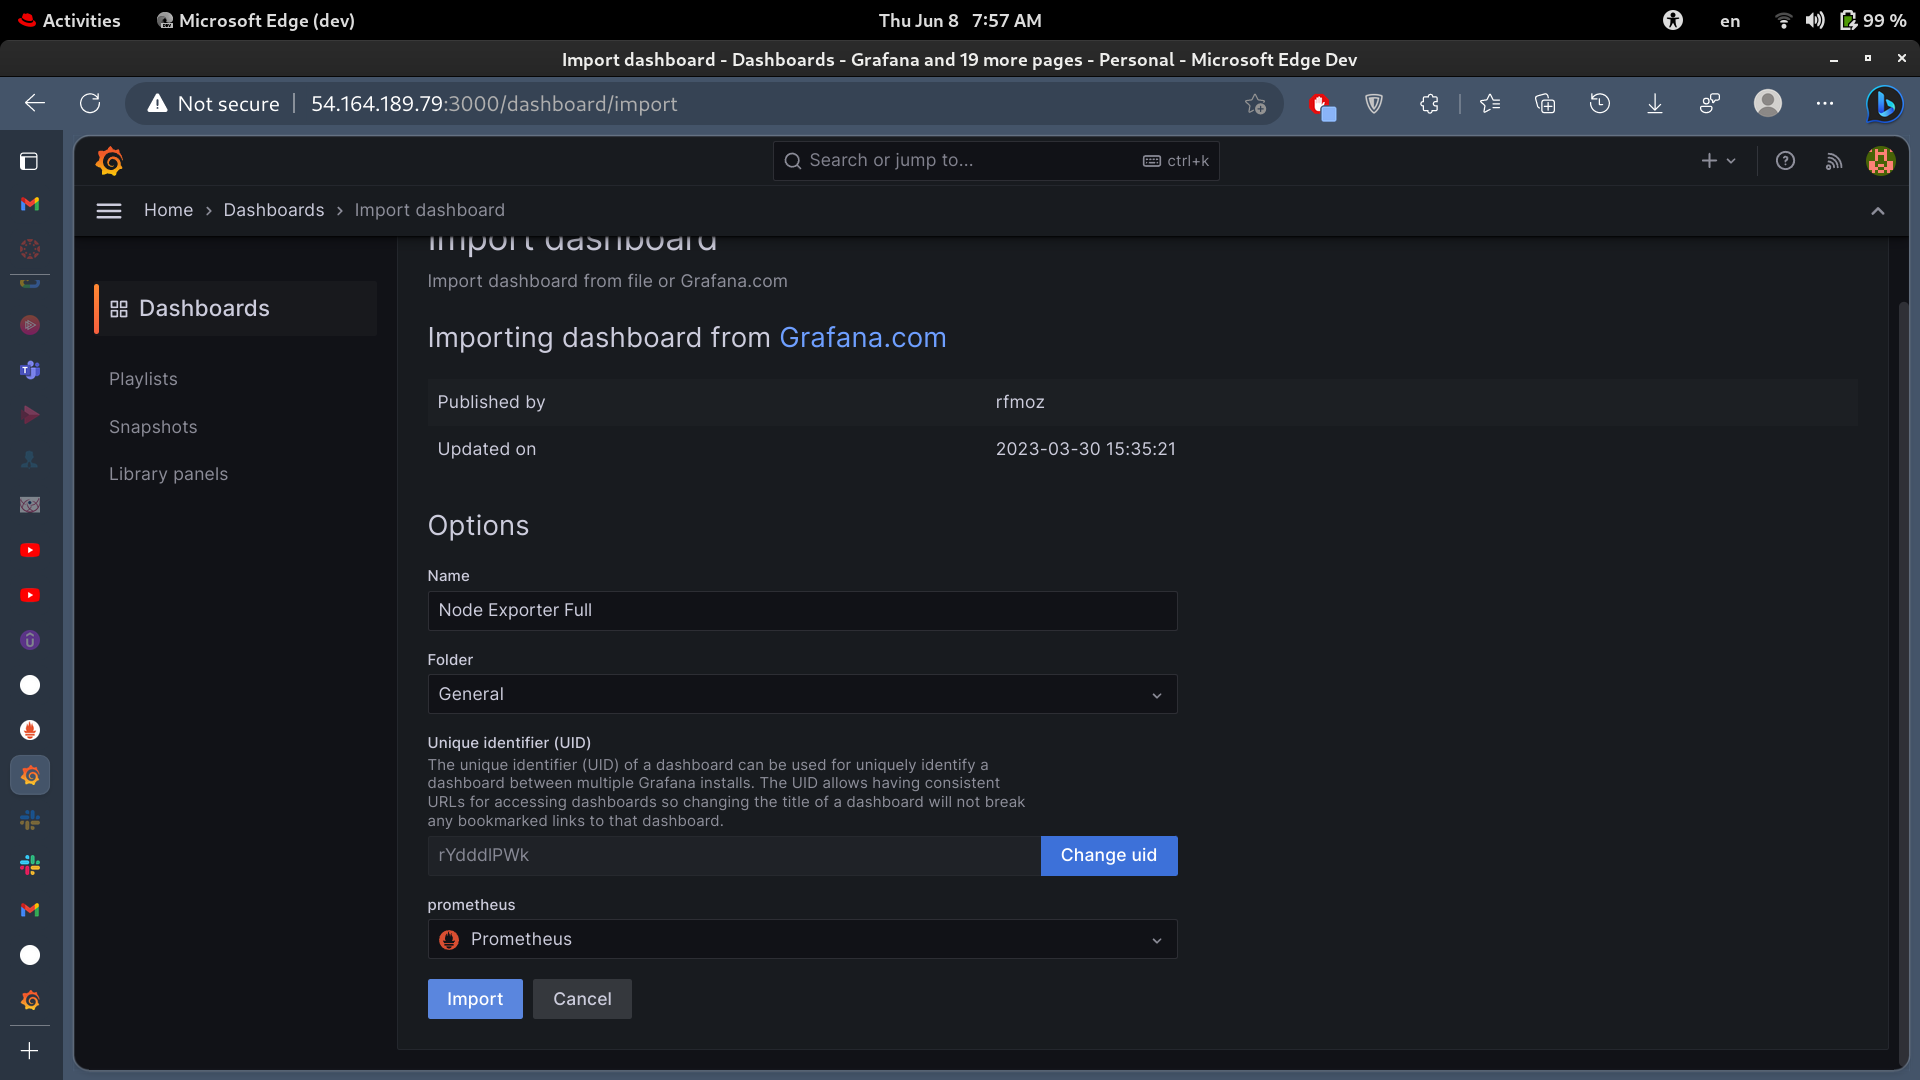 Activities
Microsoft Edge (dev)
Thu Jun 8 7:57 AM
en
99 %
Import dashboard - Dashboards - Grafana and 19 more pages - Personal - Microsoft Edge Dev
Not secure
54.164.189.79:3000/dashboard/import
Search or jump to...
ctrl+k
Home
Dashboards
Import dashboard
Import dashboard
Import dashboard from file or Grafana.com
Dashboards
Playlists
Snapshots
Library panels
Importing dashboard from Grafana.com
Published by
rfmoz
Updated on
2023-03-30 15:35:21
Options
Name
Node Exporter Full
Folder
General
Unique identifier (UID)
The unique identifier (UID) of a dashboard can be used for uniquely identify a
dashboard between multiple Grafana installs. The UID allows having consistent
URLs for accessing dashboards so changing the title of a dashboard will not break
any bookmarked links to that dashboard.
rYdddlPWk
Change uid
prometheus
Prometheus
Import
Cancel